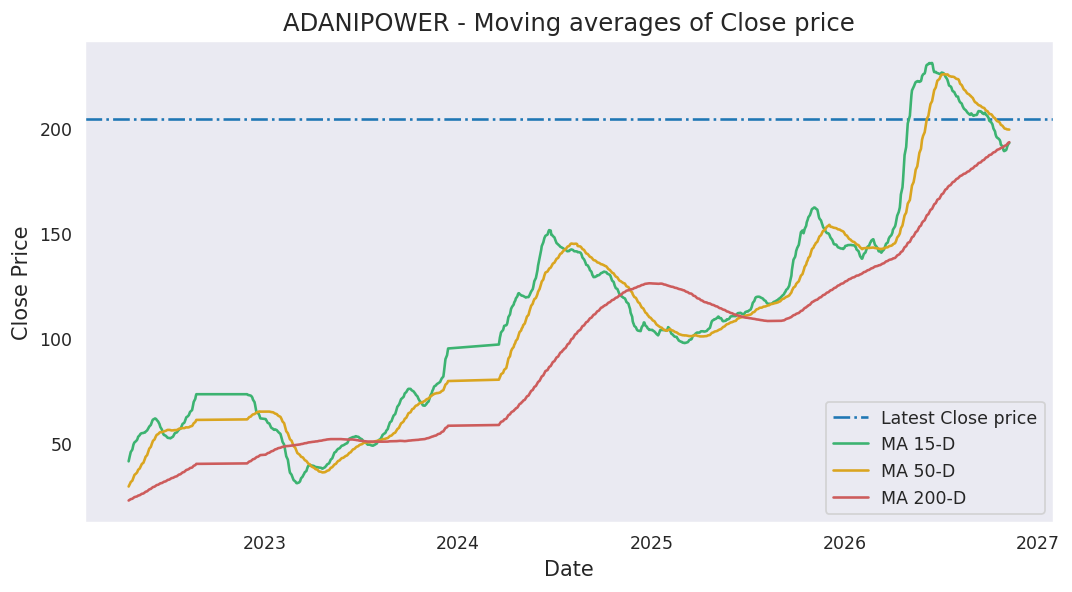 ADANIPOWER - Moving averages of Close price
Close Price
200
150
100
50
2023
2024
2025
2026
2027
Date
Latest Close price
MA 15-D
MA 50-D
MA 200-D